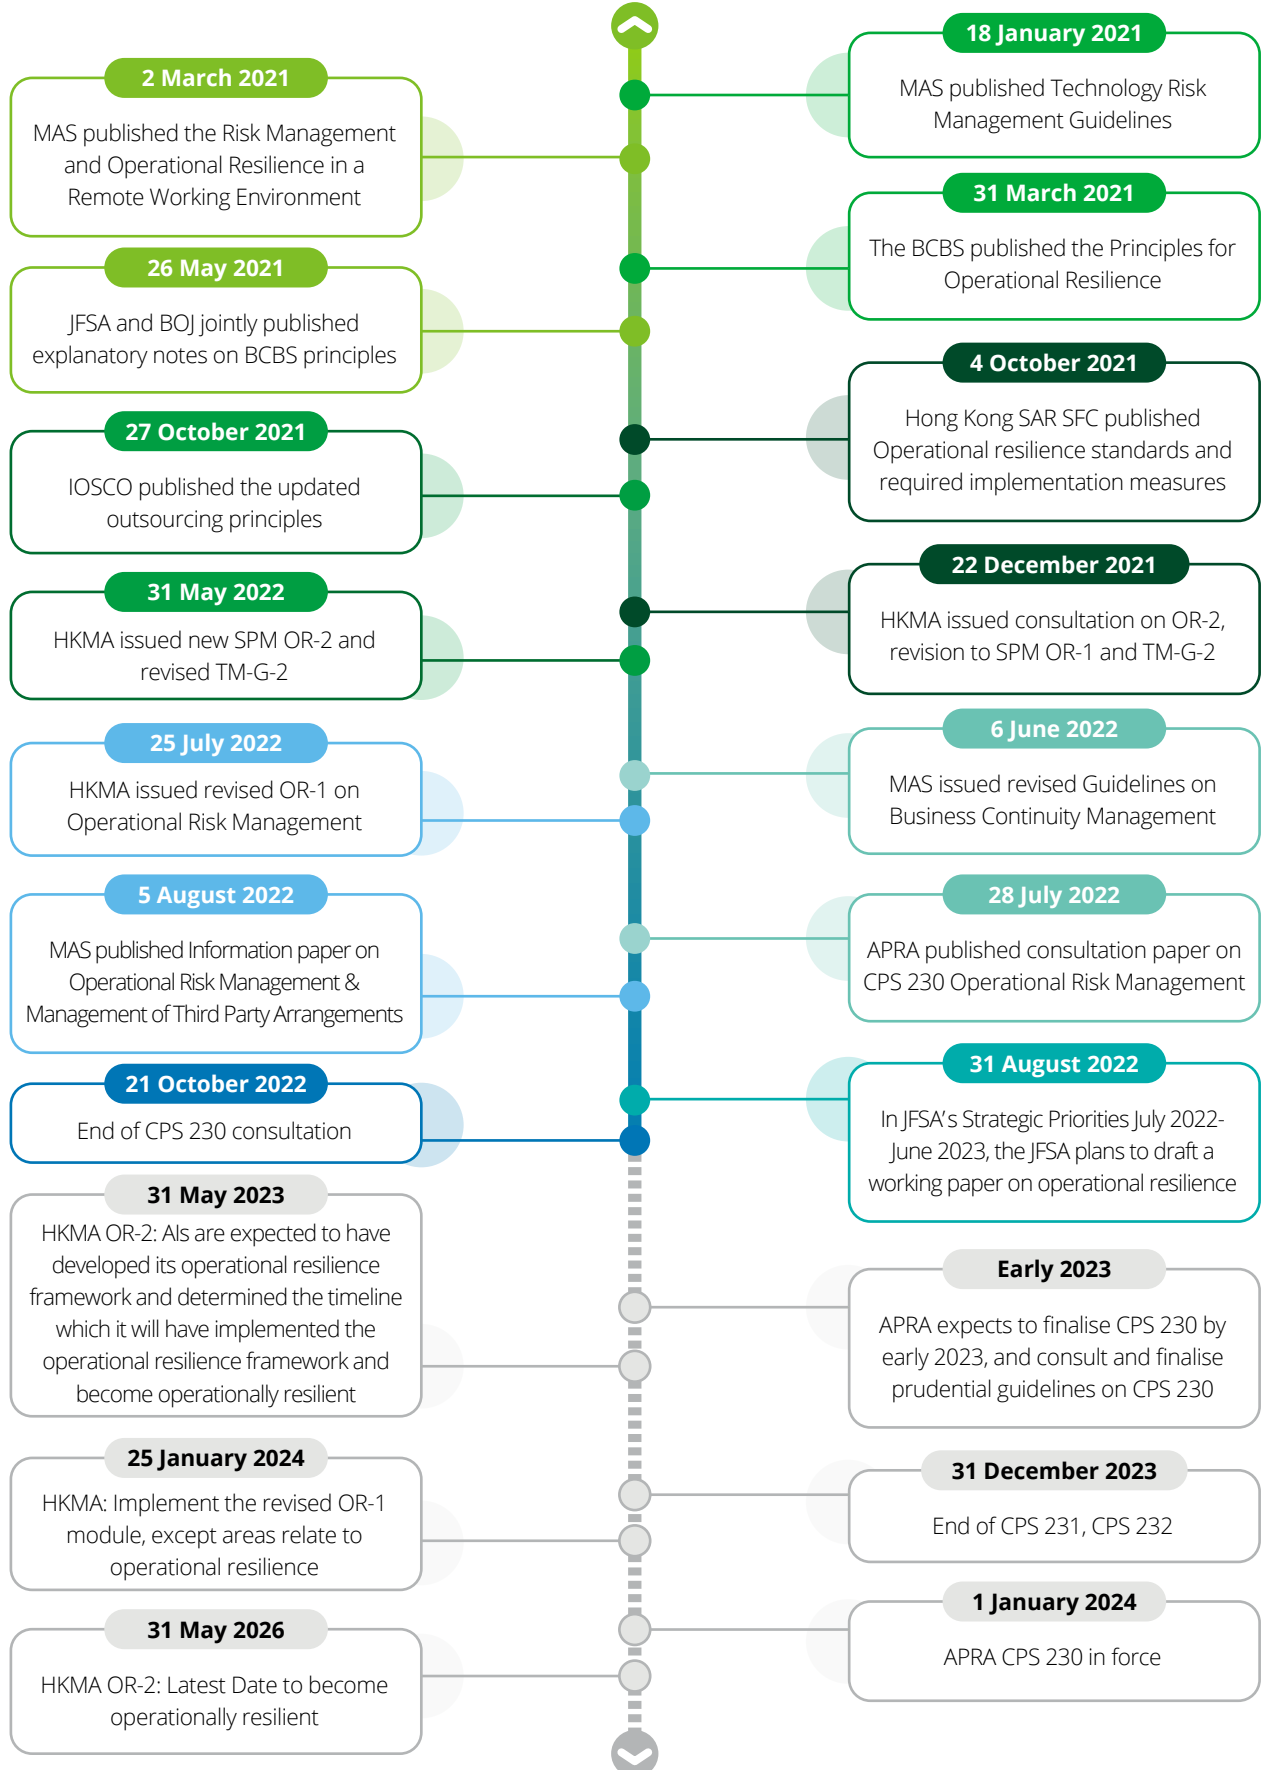 18 January 2021
MAS published Technology Risk
Management Guidelines
2 March 2021
MAS published the Risk Management
and Operational Resilience in a
Remote Working Environment
31 March 2021
The BCBS published the Principles for
Operational Resilience
26 May 2021
JFSA and BOJ jointly published
explanatory notes on BCBS principles
4 October 2021
Hong Kong SAR SFC published
Operational resilience standards and
required implementation measures
27 October 2021
IOSCO published the updated
outsourcing principles
22 December 2021
HKMA issued consultation on OR-2,
revision to SPM OR-1 and TM-G-2
31 May 2022
HKMA issued new SPM OR-2 and
revised TM-G-2
6 June 2022
MAS issued revised Guidelines on
Business Continuity Management
25 July 2022
HKMA issued revised OR-1 on
Operational Risk Management
28 July 2022
APRA published consultation paper on
CPS 230 Operational Risk Management
5 August 2022
MAS published Information paper on
Operational Risk Management &
Management of Third Party Arrangements
31 August 2022
In JFSA’s Strategic Priorities July 2022-
June 2023, the JFSA plans to draft a
working paper on operational resilience
21 October 2022
End of CPS 230 consultation
Early 2023
APRA expects to finalise CPS 230 by
early 2023, and consult and finalise
prudential guidelines on CPS 230
31 May 2023
HKMA OR-2: AIs are expected to have
developed its operational resilience
framework and determined the timeline
which it will have implemented the
operational resilience framework and
become operationally resilient
31 December 2023
End of CPS 231, CPS 232
25 January 2024
HKMA: Implement the revised OR-1
module, except areas relate to
operational resilience
1 January 2024
APRA CPS 230 in force
31 May 2026
HKMA OR-2: Latest Date to become
operationally resilient